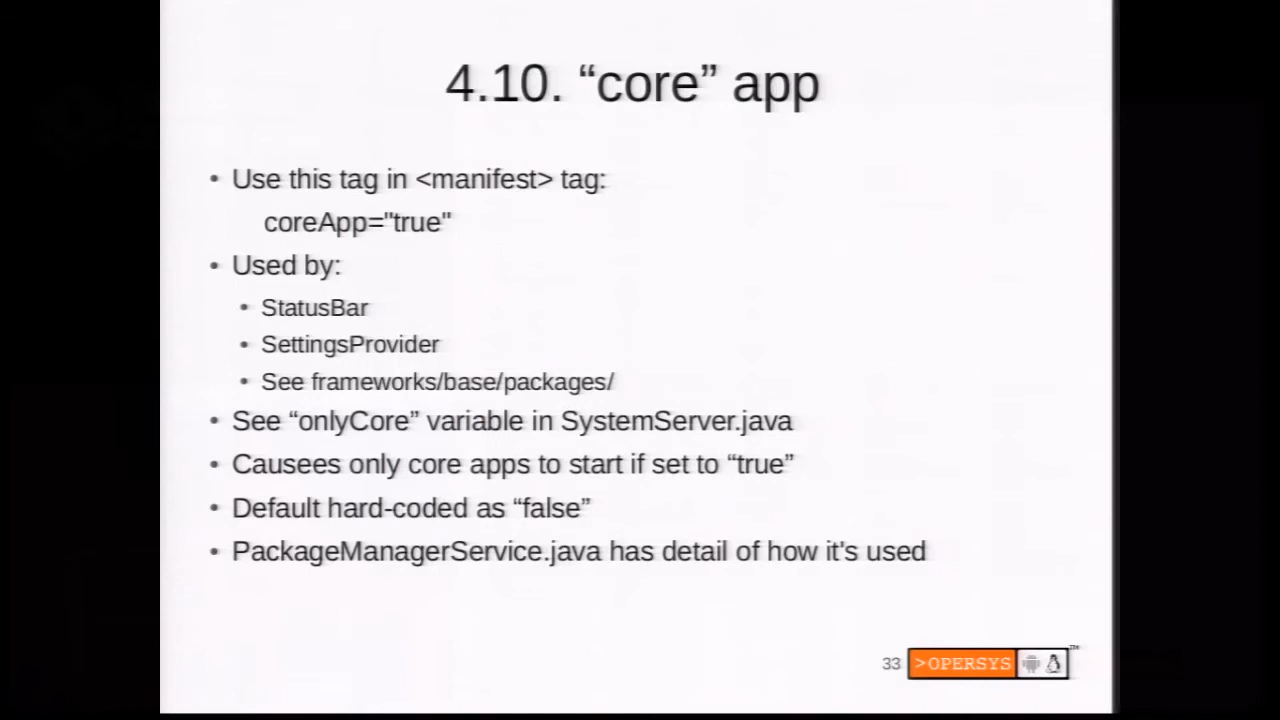 4.10. “core” app
• Use this tag in <manifest> tag:
coreApp="true"
• Used by:
• StatusBar
• SettingsProvider
• See frameworks/base/packages/
• See “onlyCore” variable in SystemServer.java
• Causees only core apps to start if set to “true”
• Default hard-coded as “false”
• PackageManagerService.java has detail of how it's used
33 >OPERSYS ™